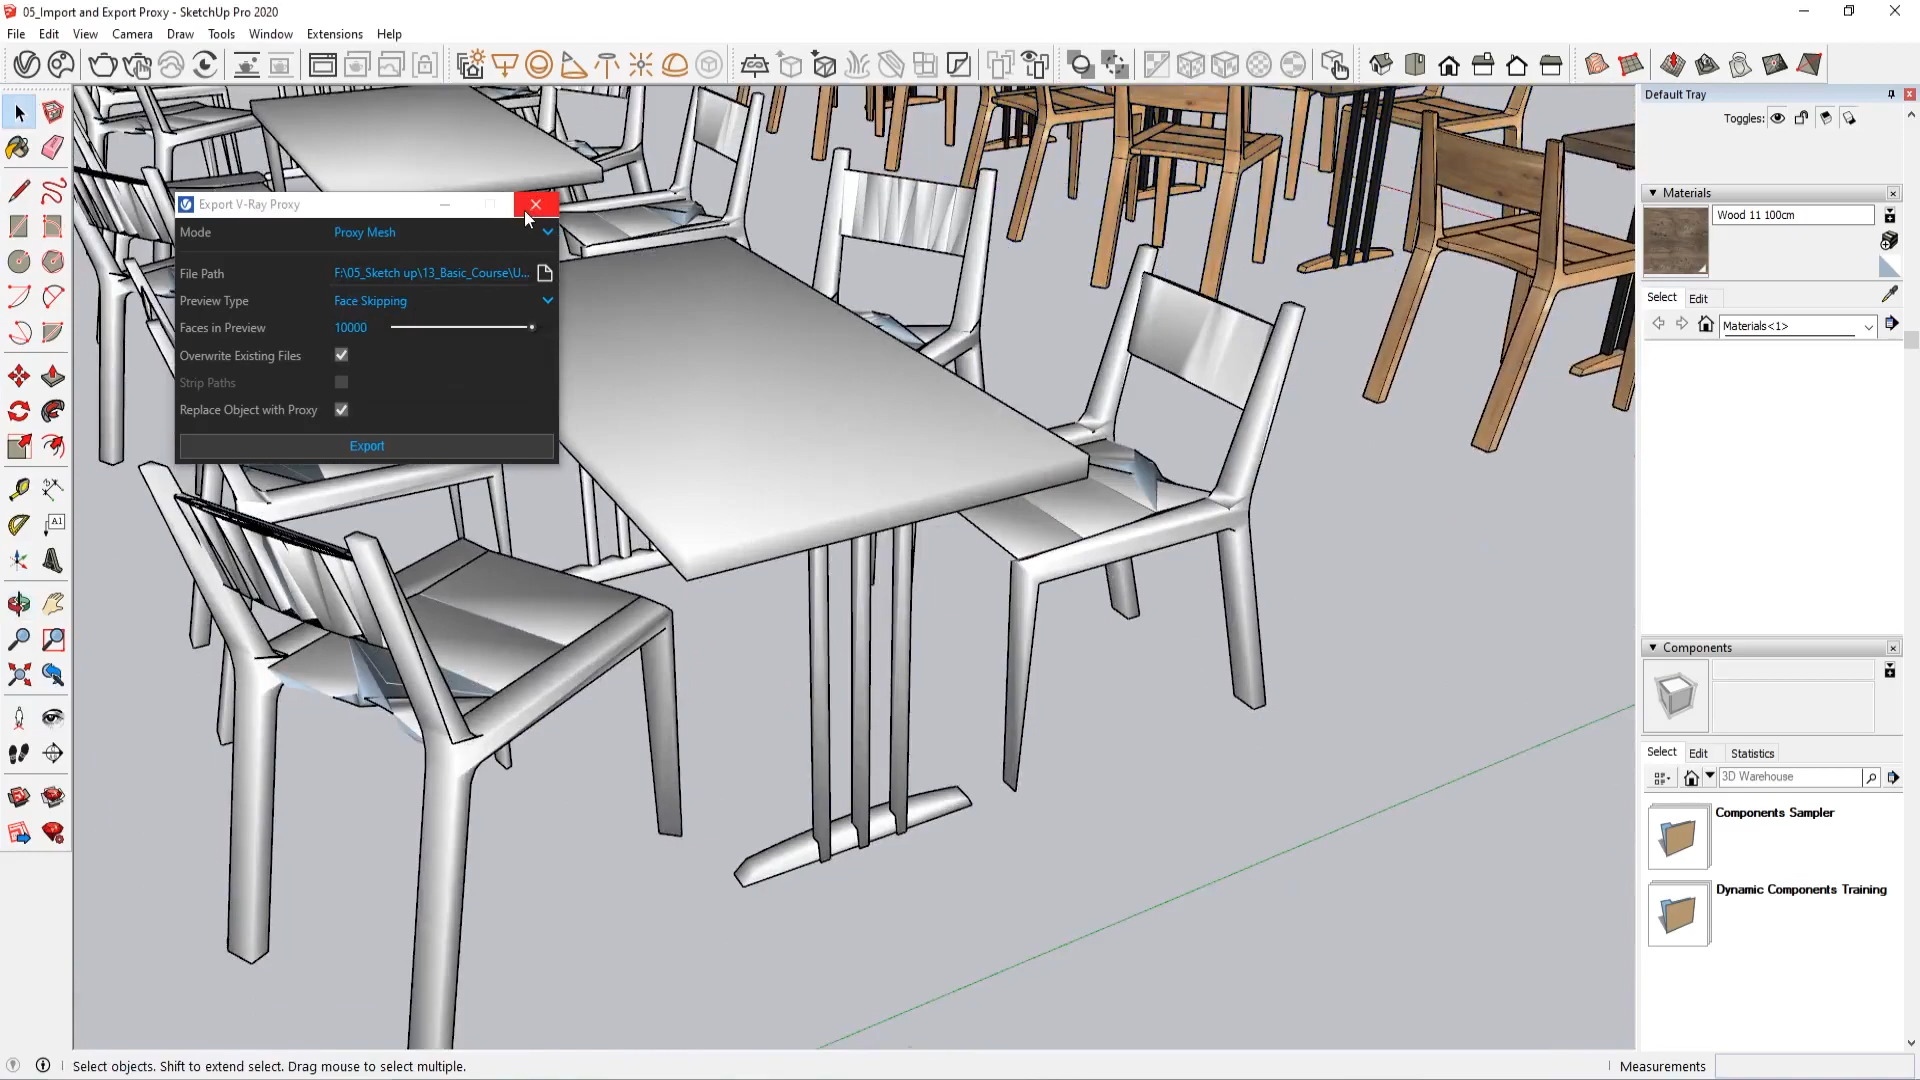 05_Import and Export Proxy - SketchUp Pro 2020
File Edit View Camera Draw Tools Window Extensions Help
Default Tray
Toggles:
Materials
Wood 11 100cm
Select Edit
Materials<1>
Components
Select Edit Statistics
3D Warehouse
Components Sampler
Dynamic Components Training
Export V-Ray Proxy
Mode Proxy Mesh
File Path F:\05_Sketch up\13_Basic_Course\U...
Preview Type Face Skipping
Faces in Preview 10000
Overwrite Existing Files
Strip Paths
Replace Object with Proxy
Export
A1
Select objects. Shift to extend select. Drag mouse to select multiple.
Measurements